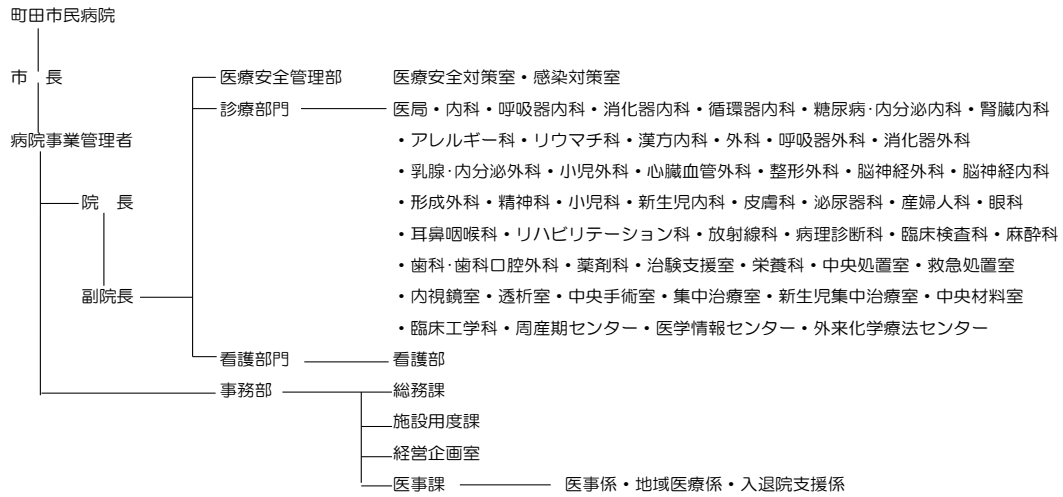 町田市民病院
市　長
病院事業管理者
院　長
副院長
医療安全管理部　医療安全対策室・感染対策室
診療部門　医局・内科・呼吸器内科・消化器内科・循環器内科・糖尿病･内分泌内科・腎臓内科
・アレルギー科・リウマチ科・漢方内科・外科・呼吸器外科・消化器外科
・乳腺･内分泌外科・小児外科・心臓血管外科・整形外科・脳神経外科・脳神経内科
・形成外科・精神科・小児科・新生児内科・皮膚科・泌尿器科・産婦人科・眼科
・耳鼻咽喉科・リハビリテーション科・放射線科・病理診断科・臨床検査科・麻酔科
・歯科･歯科口腔外科・薬剤科・治験支援室・栄養科・中央処置室・救急処置室
・内視鏡室・透析室・中央手術室・集中治療室・新生児集中治療室・中央材料室
・臨床工学科・周産期センター・医学情報センター・外来化学療法センター
看護部門　看護部
事務部　総務課
施設用度課
経営企画室
医事課　医事係・地域医療係・入退院支援係